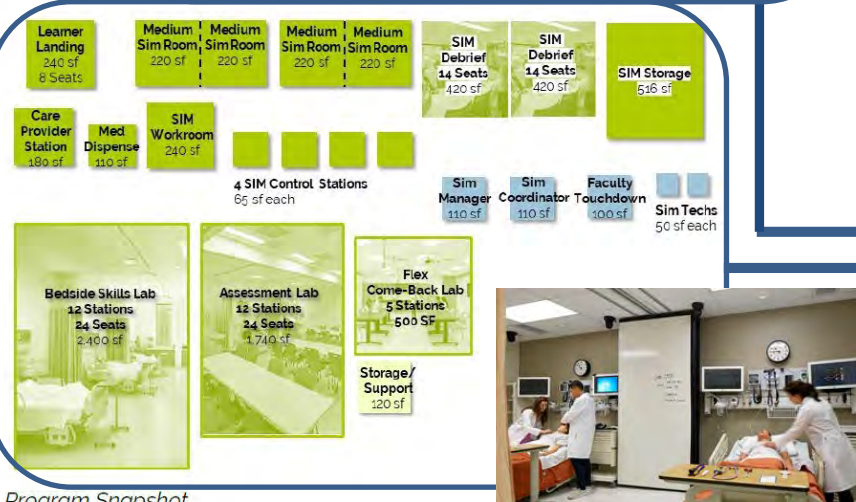 Learner
Landing
240 sf
8 Seats
Medium
Sim Room
220 sf
Medium
Sim Room
220 sf
Medium
Sim Room
220 sf
Medium
Sim Room
220 sf
SIM
Debrief
14 Seats
420 sf
SIM
Debrief
14 Seats
420 sf
SIM Storage
516 sf
Care
Provider
Station
180 sf
Med
Dispense
110 sf
SIM
Workroom
240 sf
4 SIM Control Stations
65 sf each
Sim
Manager
110 sf
Sim
Coordinator
110 sf
Faculty
Touchdown
100 sf
Sim Techs
50 sf each
Bedside Skills Lab
12 Stations
24 Seats
2,400 sf
Assessment Lab
12 Stations
24 Seats
1,740 sf
Flex
Come-Back Lab
5 Stations
500 SF
Storage/
Support
120 sf
Program Snapshot